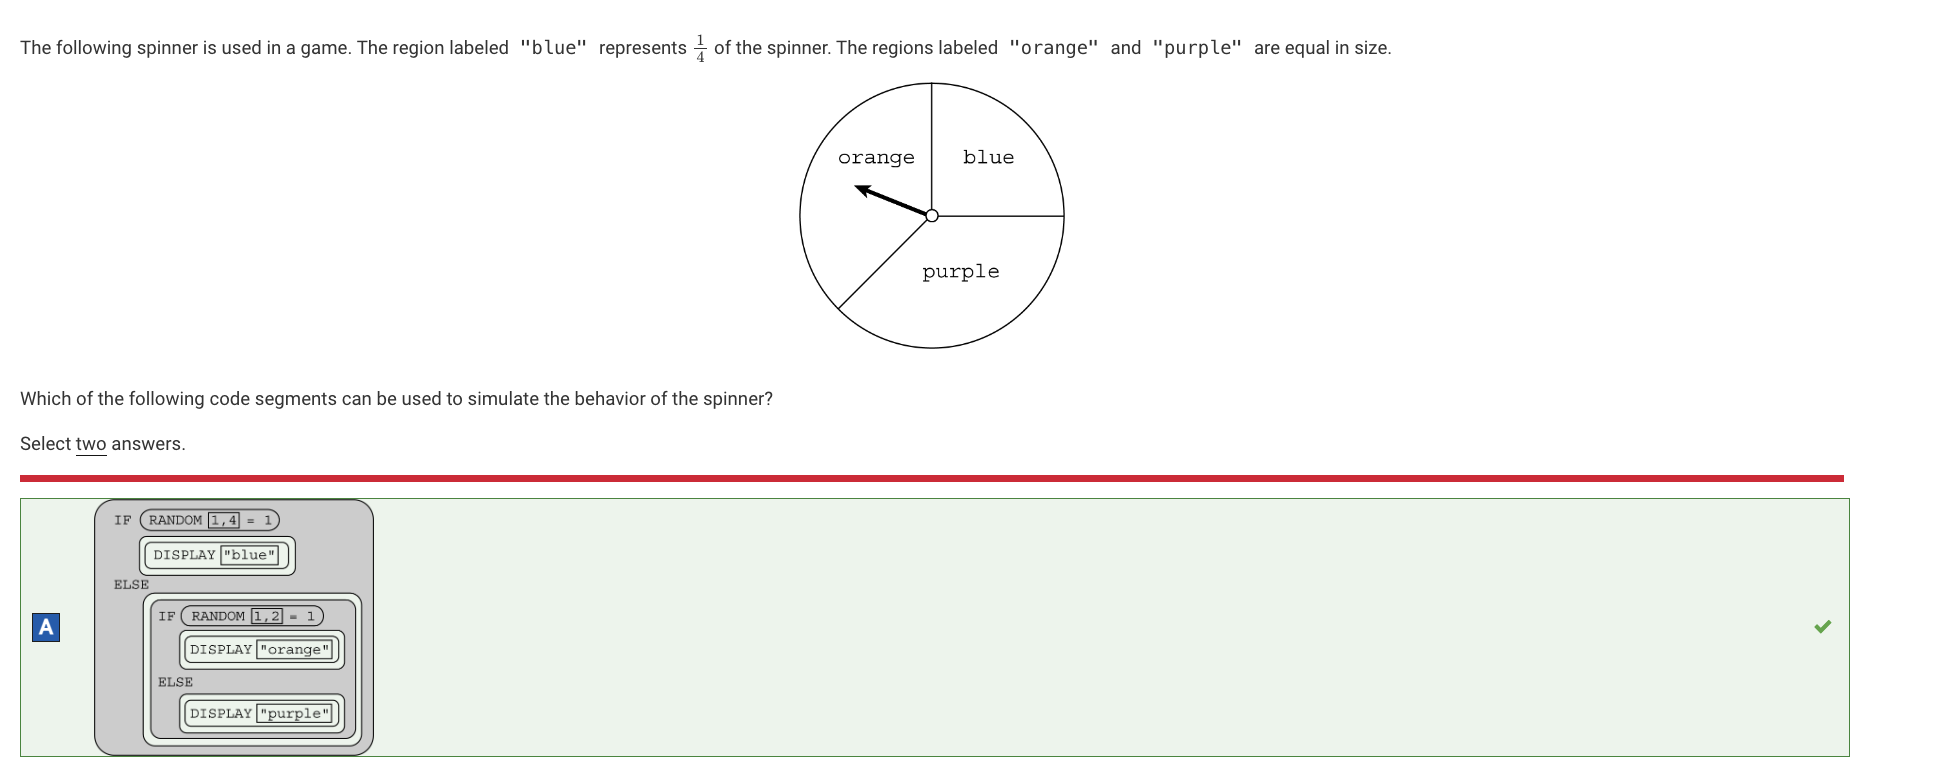 The following spinner is used in a game. The region labeled "blue" represents 1/4 of the spinner. The regions labeled "orange" and "purple" are equal in size.
orange
blue
purple
Which of the following code segments can be used to simulate the behavior of the spinner?
Select two answers.
A
IF RANDOM 1,4 = 1
DISPLAY "blue"
ELSE
IF RANDOM 1,2 = 1
DISPLAY "orange"
ELSE
DISPLAY "purple"